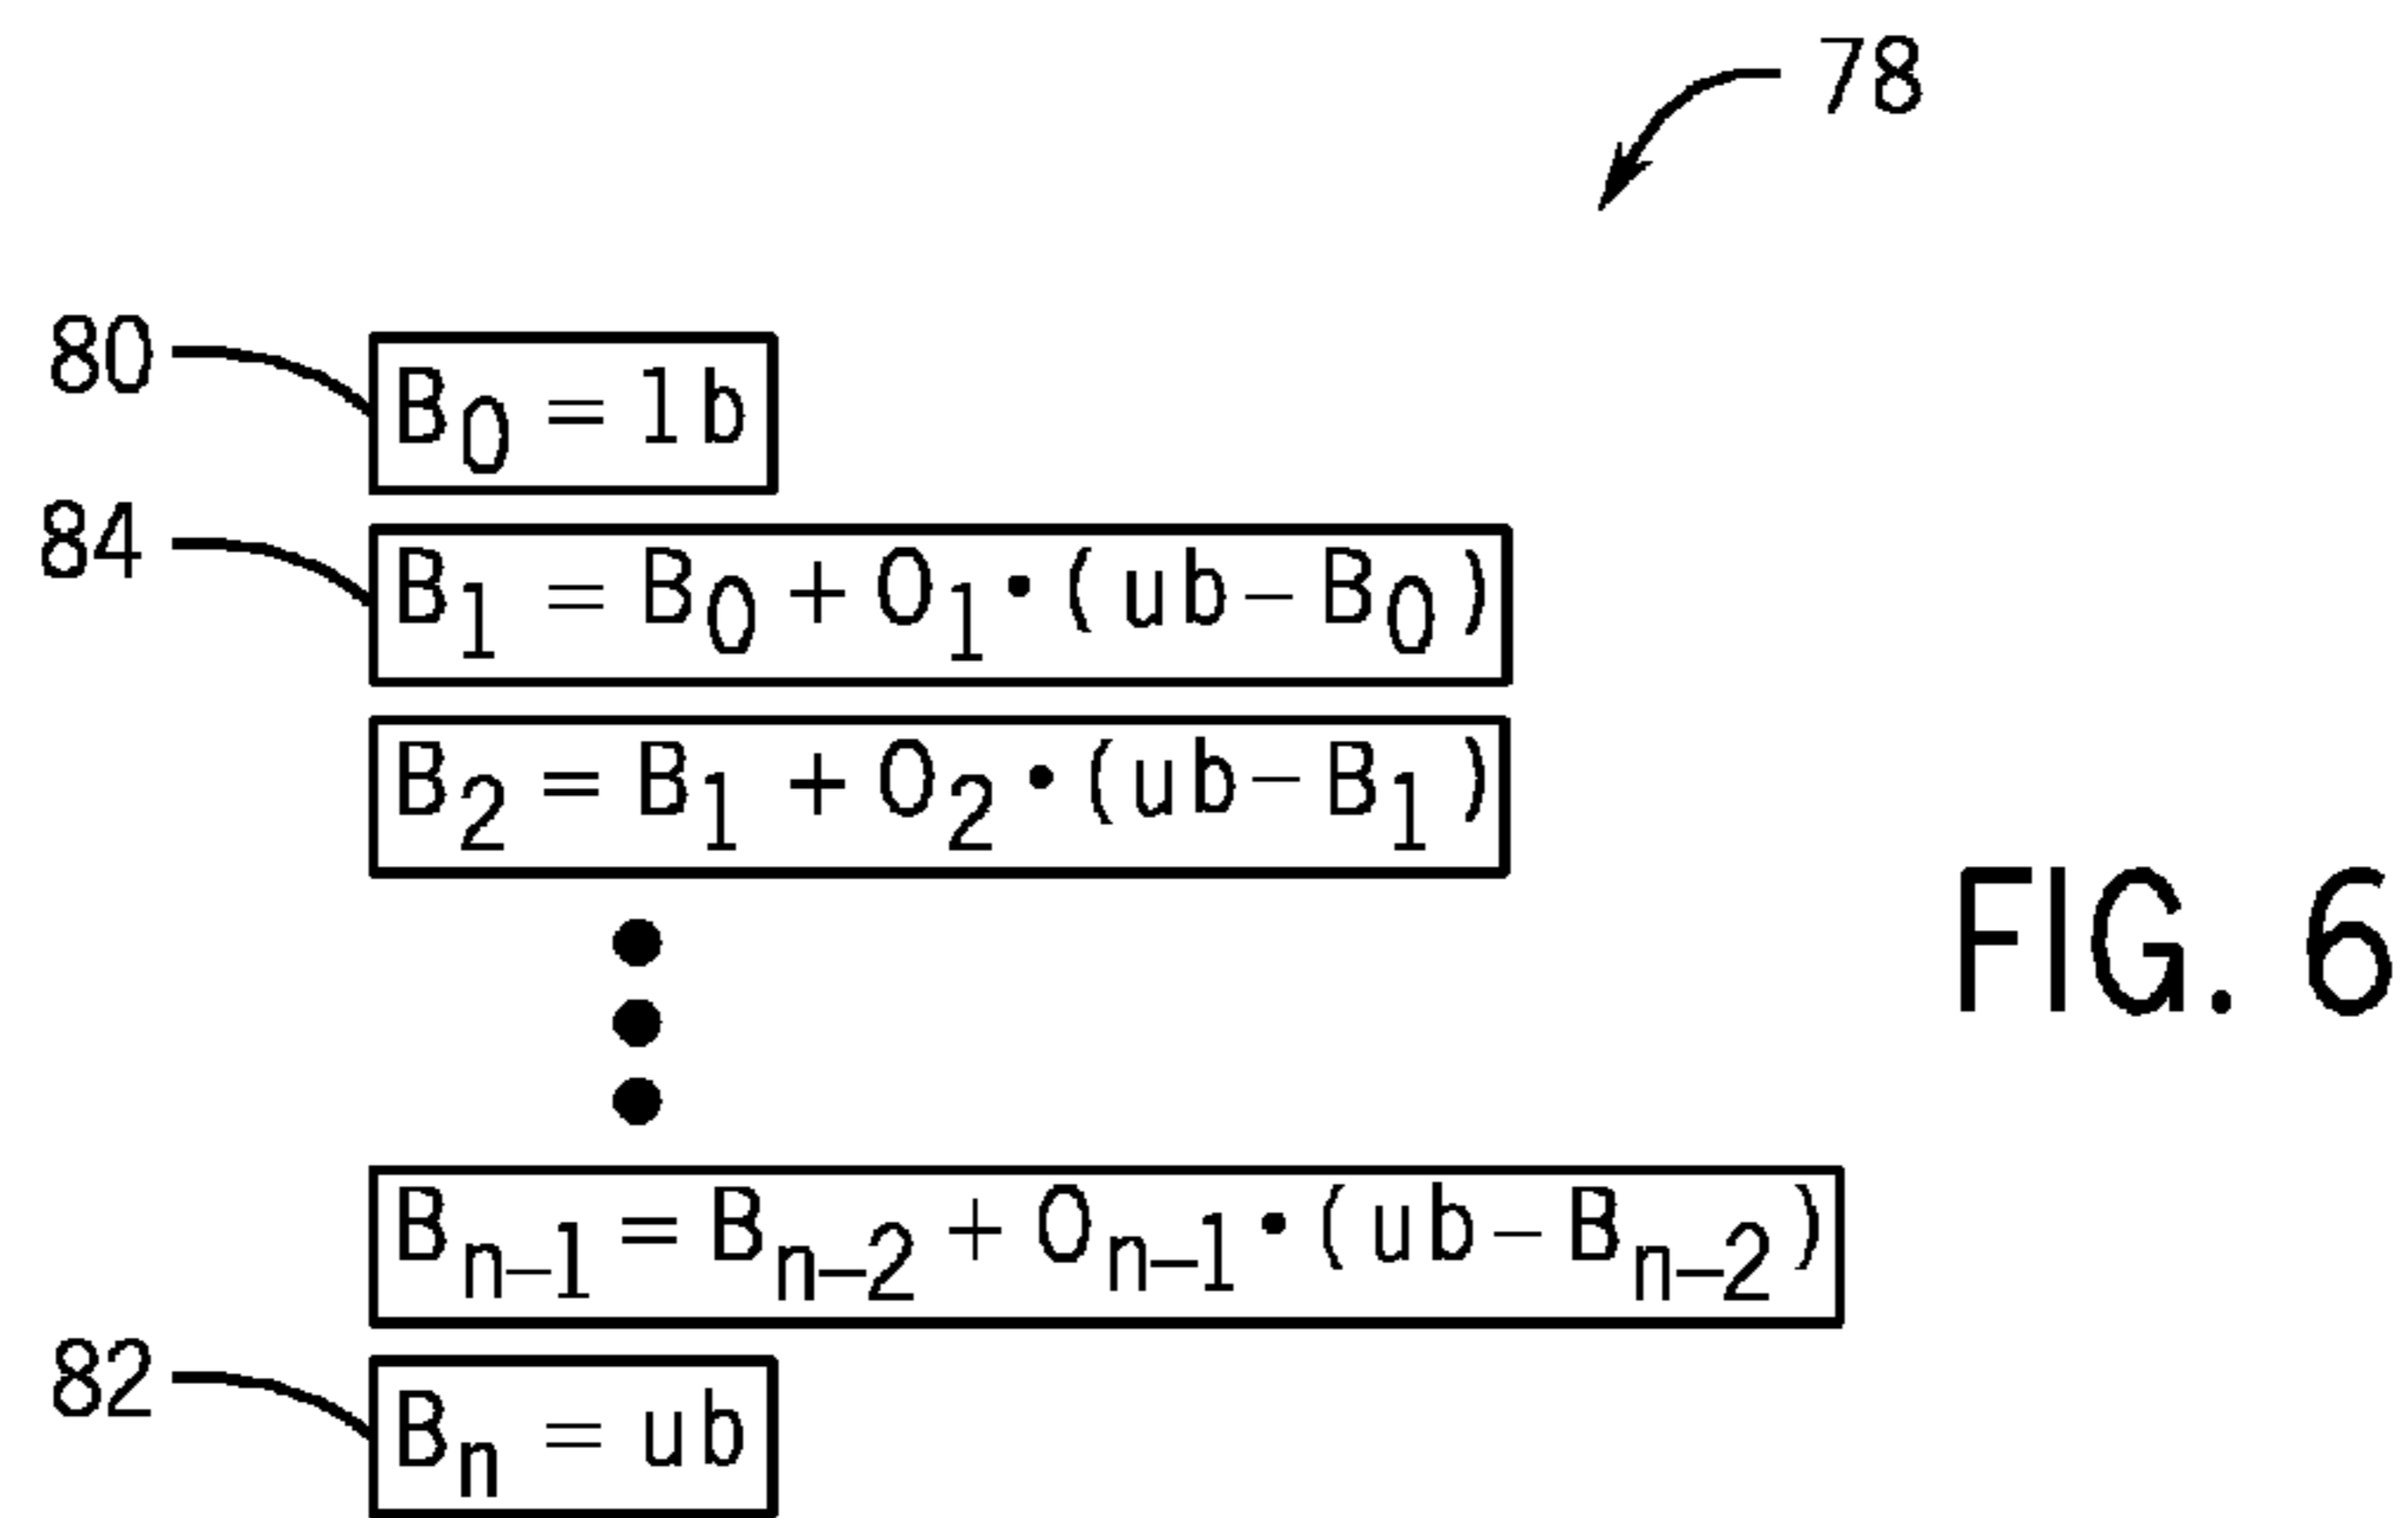 78
80 B₀ = lb
84 B₁ = B₀ + O₁•(ub−B₀)
B₂ = B₁ + O₂•(ub−B₁)
Bₙ₋₁ = Bₙ₋₂ + Oₙ₋₁•(ub−Bₙ₋₂)
82 Bₙ = ub
FIG. 6